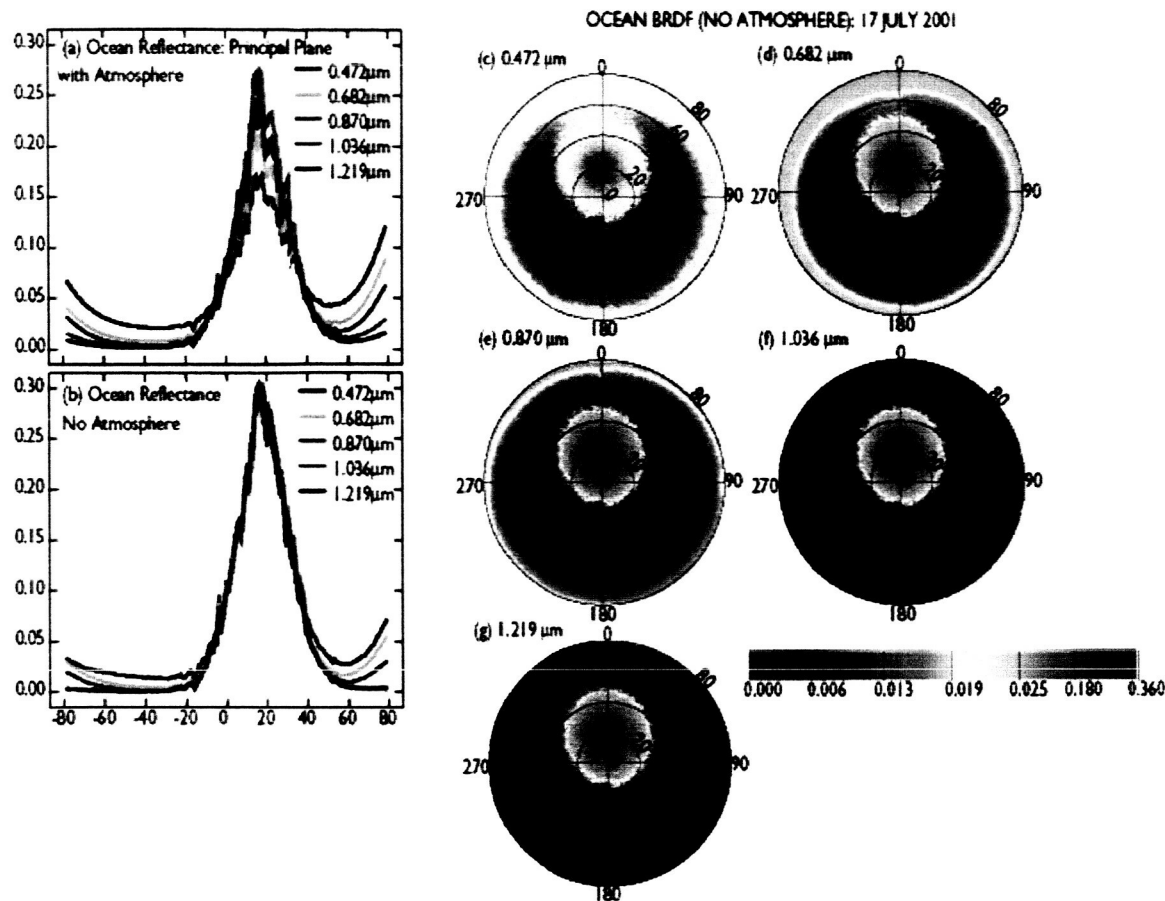 OCEAN BRDF (NO ATMOSPHERE): 17 JULY 2001
(a) Ocean Reflectance: Principal Plane
with Atmosphere
0.472μm
0.682μm
0.870μm
1.036μm
1.219μm
0.30
0.25
0.20
0.15
0.10
0.05
0.00
(b) Ocean Reflectance
No Atmosphere
0.472μm
0.682μm
0.870μm
1.036μm
1.219μm
0.30
0.25
0.20
0.15
0.10
0.05
0.00
-80 -60 -40 -20 0 20 40 60 80
(c) 0.472 μm
0
80
60
20
0
270
90
180
(d) 0.682 μm
0
80
270
90
180
(e) 0.870 μm
0
80
270
90
180
(f) 1.036 μm
0
80
270
90
180
(g) 1.219 μm
0
80
270
90
180
0.000 0.006 0.013 0.019 0.025 0.180 0.360